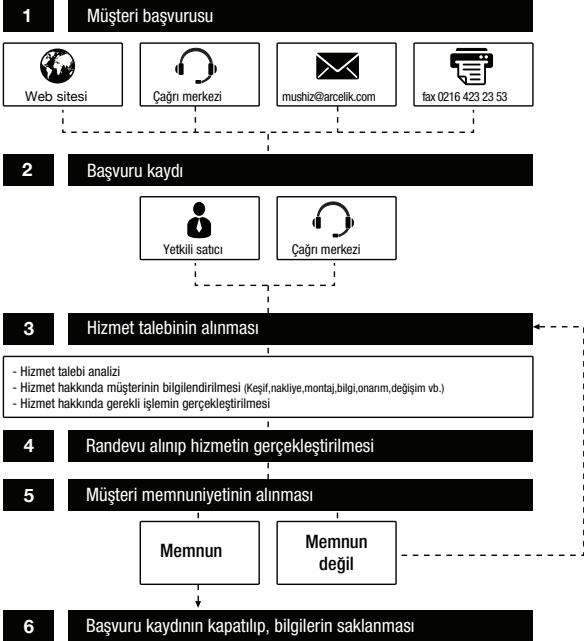 1 Müşteri başvurusu
Web sitesi
Çağrı merkezi
mushiz@arcelik.com
fax 0216 423 23 53
2 Başvuru kaydı
Yetkili satıcı
Çağrı merkezi
3 Hizmet talebinin alınması
- Hizmet talebi analizi
- Hizmet hakkında müşterinin bilgilendirilmesi (Keşif,nakliye,montaj,bilgi,onarım,değişim vb.)
- Hizmet hakkında gerekli işlemin gerçekleştirilmesi
4 Randevu alınıp hizmetin gerçekleştirilmesi
5 Müşteri memnuniyetinin alınması
Memnun
Memnun
değil
6 Başvuru kaydının kapatılıp, bilgilerin saklanması